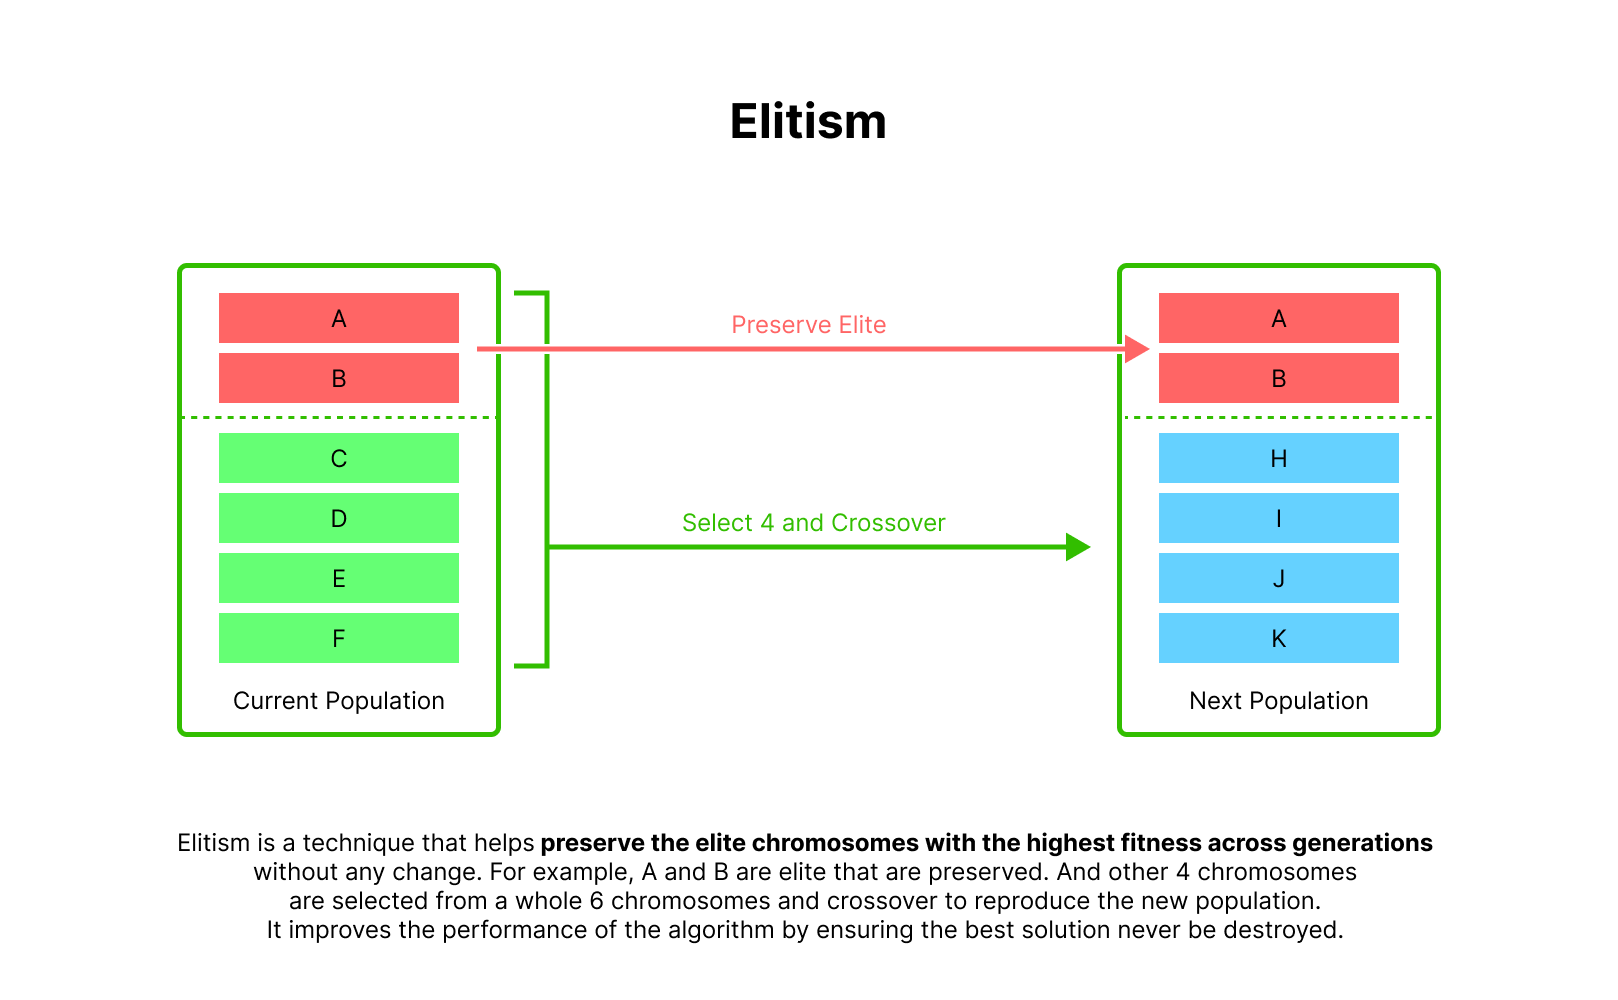 Elitism
A
B
C
D
E
F
Current Population
Preserve Elite
Select 4 and Crossover
A
B
H
I
J
K
Next Population
Elitism is a technique that helps preserve the elite chromosomes with the highest fitness across generations
without any change. For example, A and B are elite that are preserved. And other 4 chromosomes
are selected from a whole 6 chromosomes and crossover to reproduce the new population.
It improves the performance of the algorithm by ensuring the best solution never be destroyed.